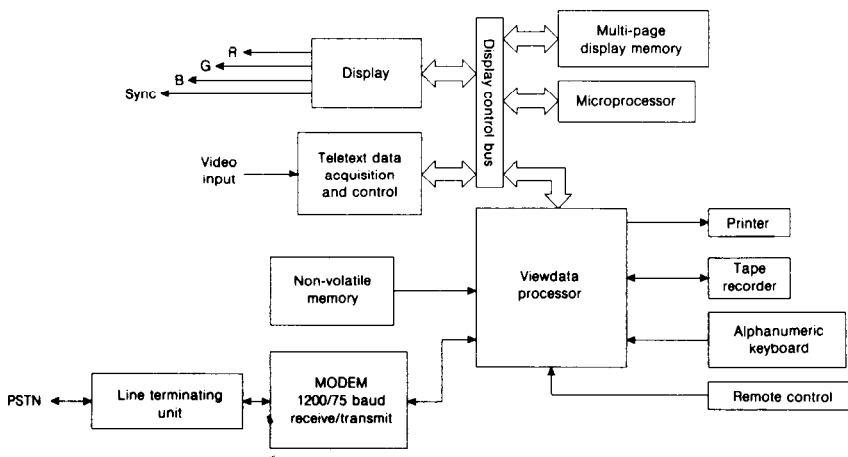 R
G
B
Sync
Display
Display control bus
Multi-page
display memory
Microprocessor
Video
input
Teletext data
acquisition
and control
Non-volatile
memory
Viewdata
processor
Printer
Tape
recorder
Alphanumeric
keyboard
Remote control
PSTN
Line terminating
unit
MODEM
1200/75 baud
receive/transmit